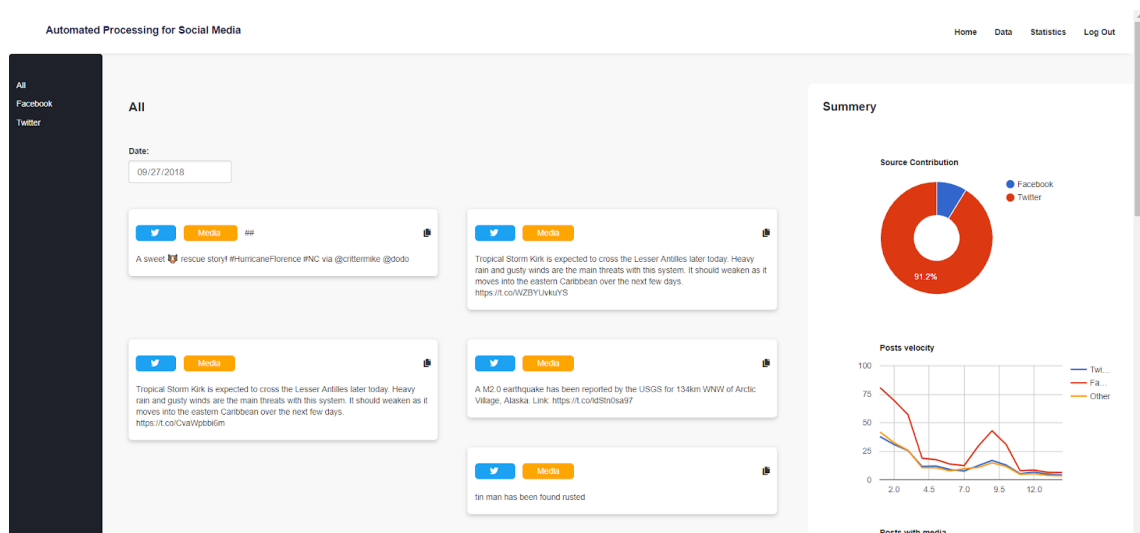 Automated Processing for Social Media
Home Data Statistics Log Out
All
Facebook
Twitter
All
Date:
09/27/2018
Media ##
A sweet 🐶 rescue story! #HurricaneFlorence #NC via @crittermike @dodo
Media
Tropical Storm Kirk is expected to cross the Lesser Antilles later today. Heavy
rain and gusty winds are the main threats with this system. It should weaken as it
moves into the eastern Caribbean over the next few days.
https://t.co/WZBYUvkuYS
Media
Tropical Storm Kirk is expected to cross the Lesser Antilles later today. Heavy
rain and gusty winds are the main threats with this system. It should weaken as it
moves into the eastern Caribbean over the next few days.
https://t.co/CvaWpbbi6m
Media
A M2.0 earthquake has been reported by the USGS for 134km WNW of Arctic
Village, Alaska. Link: https://t.co/ldStn0sa97
Media
tin man has been found rusted
Summery
Source Contribution
Facebook
Twitter
91.2%
Posts velocity
100
75
50
25
0
2.0 4.5 7.0 9.5 12.0
Twi...
Fa...
Other
Posts with media